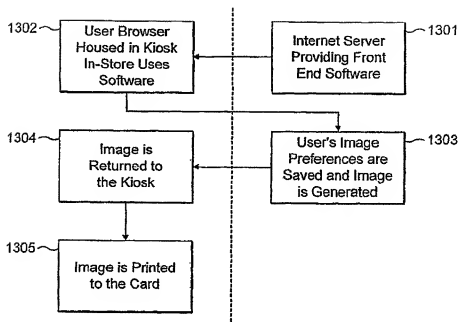 1302
User Browser
Housed in Kiosk
In-Store Uses
Software
1301
Internet Server
Providing Front
End Software
1303
User's Image
Preferences are
Saved and Image
is Generated
1304
Image is
Returned to
the Kiosk
1305
Image is Printed
to the Card